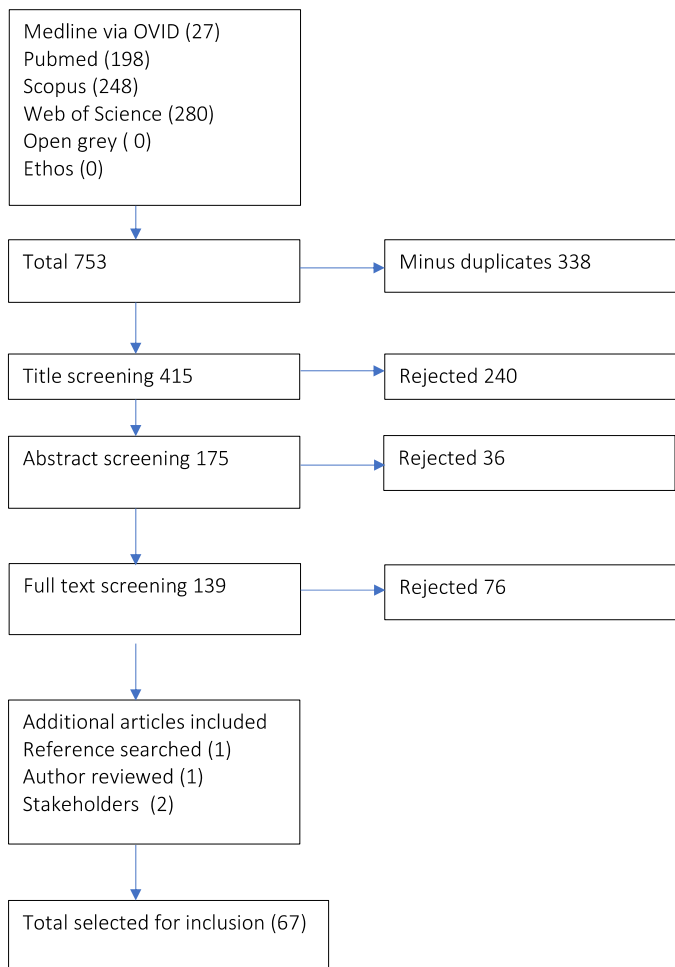 Medline via OVID (27)
Pubmed (198)
Scopus (248)
Web of Science (280)
Open grey ( 0)
Ethos (0)
Total 753
Minus duplicates 338
Title screening 415
Rejected 240
Abstract screening 175
Rejected 36
Full text screening 139
Rejected 76
Additional articles included
Reference searched (1)
Author reviewed (1)
Stakeholders  (2)
Total selected for inclusion (67)